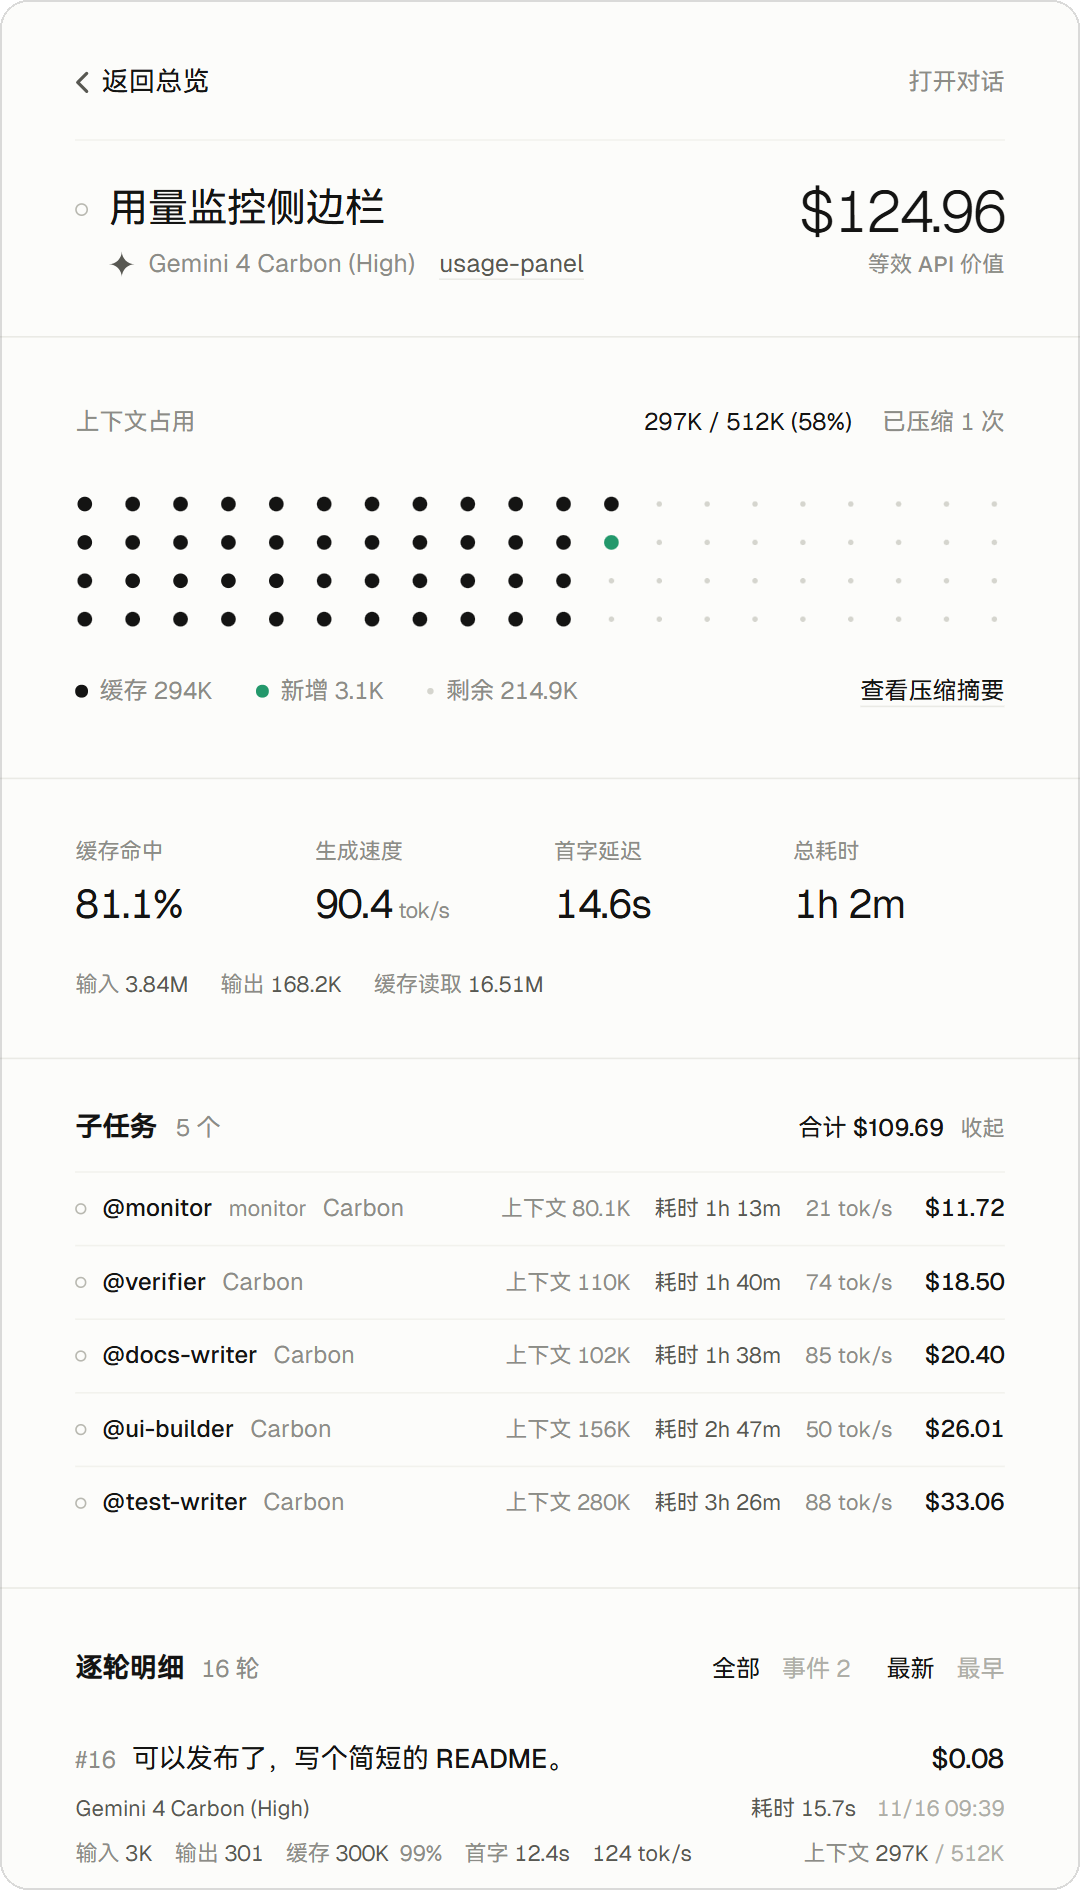 返回总览 打开对话
用量监控侧边栏 $124.96
Gemini 4 Carbon (High) usage-panel 等效 API 价值
上下文占用 297K / 512K (58%) 已压缩 1 次
缓存 294K 新增 3.1K 剩余 214.9K 查看压缩摘要
缓存命中 生成速度 首字延迟 总耗时
81.1% 90.4 tok/s 14.6s 1h 2m
输入 3.84M 输出 168.2K 缓存读取 16.51M
子任务 5 个 合计 $109.69 收起
@monitor monitor Carbon 上下文 80.1K 耗时 1h 13m 21 tok/s $11.72
@verifier Carbon 上下文 110K 耗时 1h 40m 74 tok/s $18.50
@docs-writer Carbon 上下文 102K 耗时 1h 38m 85 tok/s $20.40
@ui-builder Carbon 上下文 156K 耗时 2h 47m 50 tok/s $26.01
@test-writer Carbon 上下文 280K 耗时 3h 26m 88 tok/s $33.06
逐轮明细 16 轮 全部 事件 2 最新 最早
#16 可以发布了，写个简短的 README。 $0.08
Gemini 4 Carbon (High) 耗时 15.7s 11/16 09:39
输入 3K 输出 301 缓存 300K 99% 首字 12.4s 124 tok/s 上下文 297K / 512K